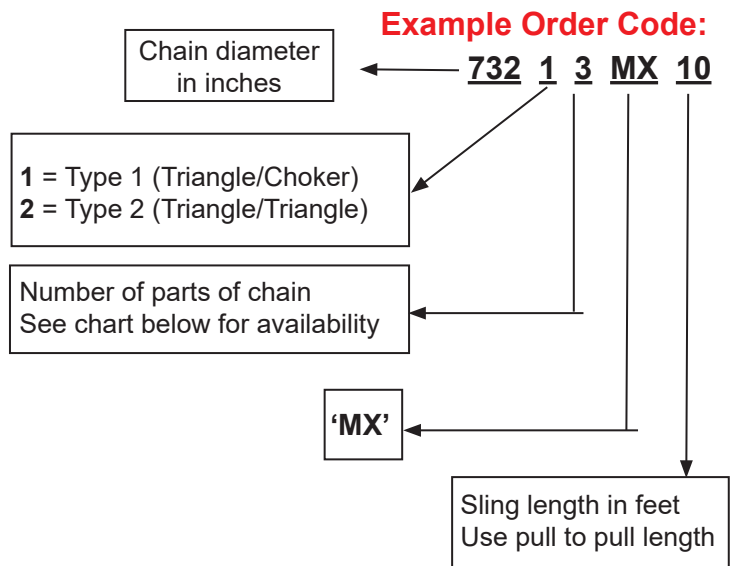 Example Order Code:
732 1 3 MX 10
Chain diameter
in inches
1 = Type 1 (Triangle/Choker)
2 = Type 2 (Triangle/Triangle)
Number of parts of chain
See chart below for availability
‘MX’
Sling length in feet
Use pull to pull length